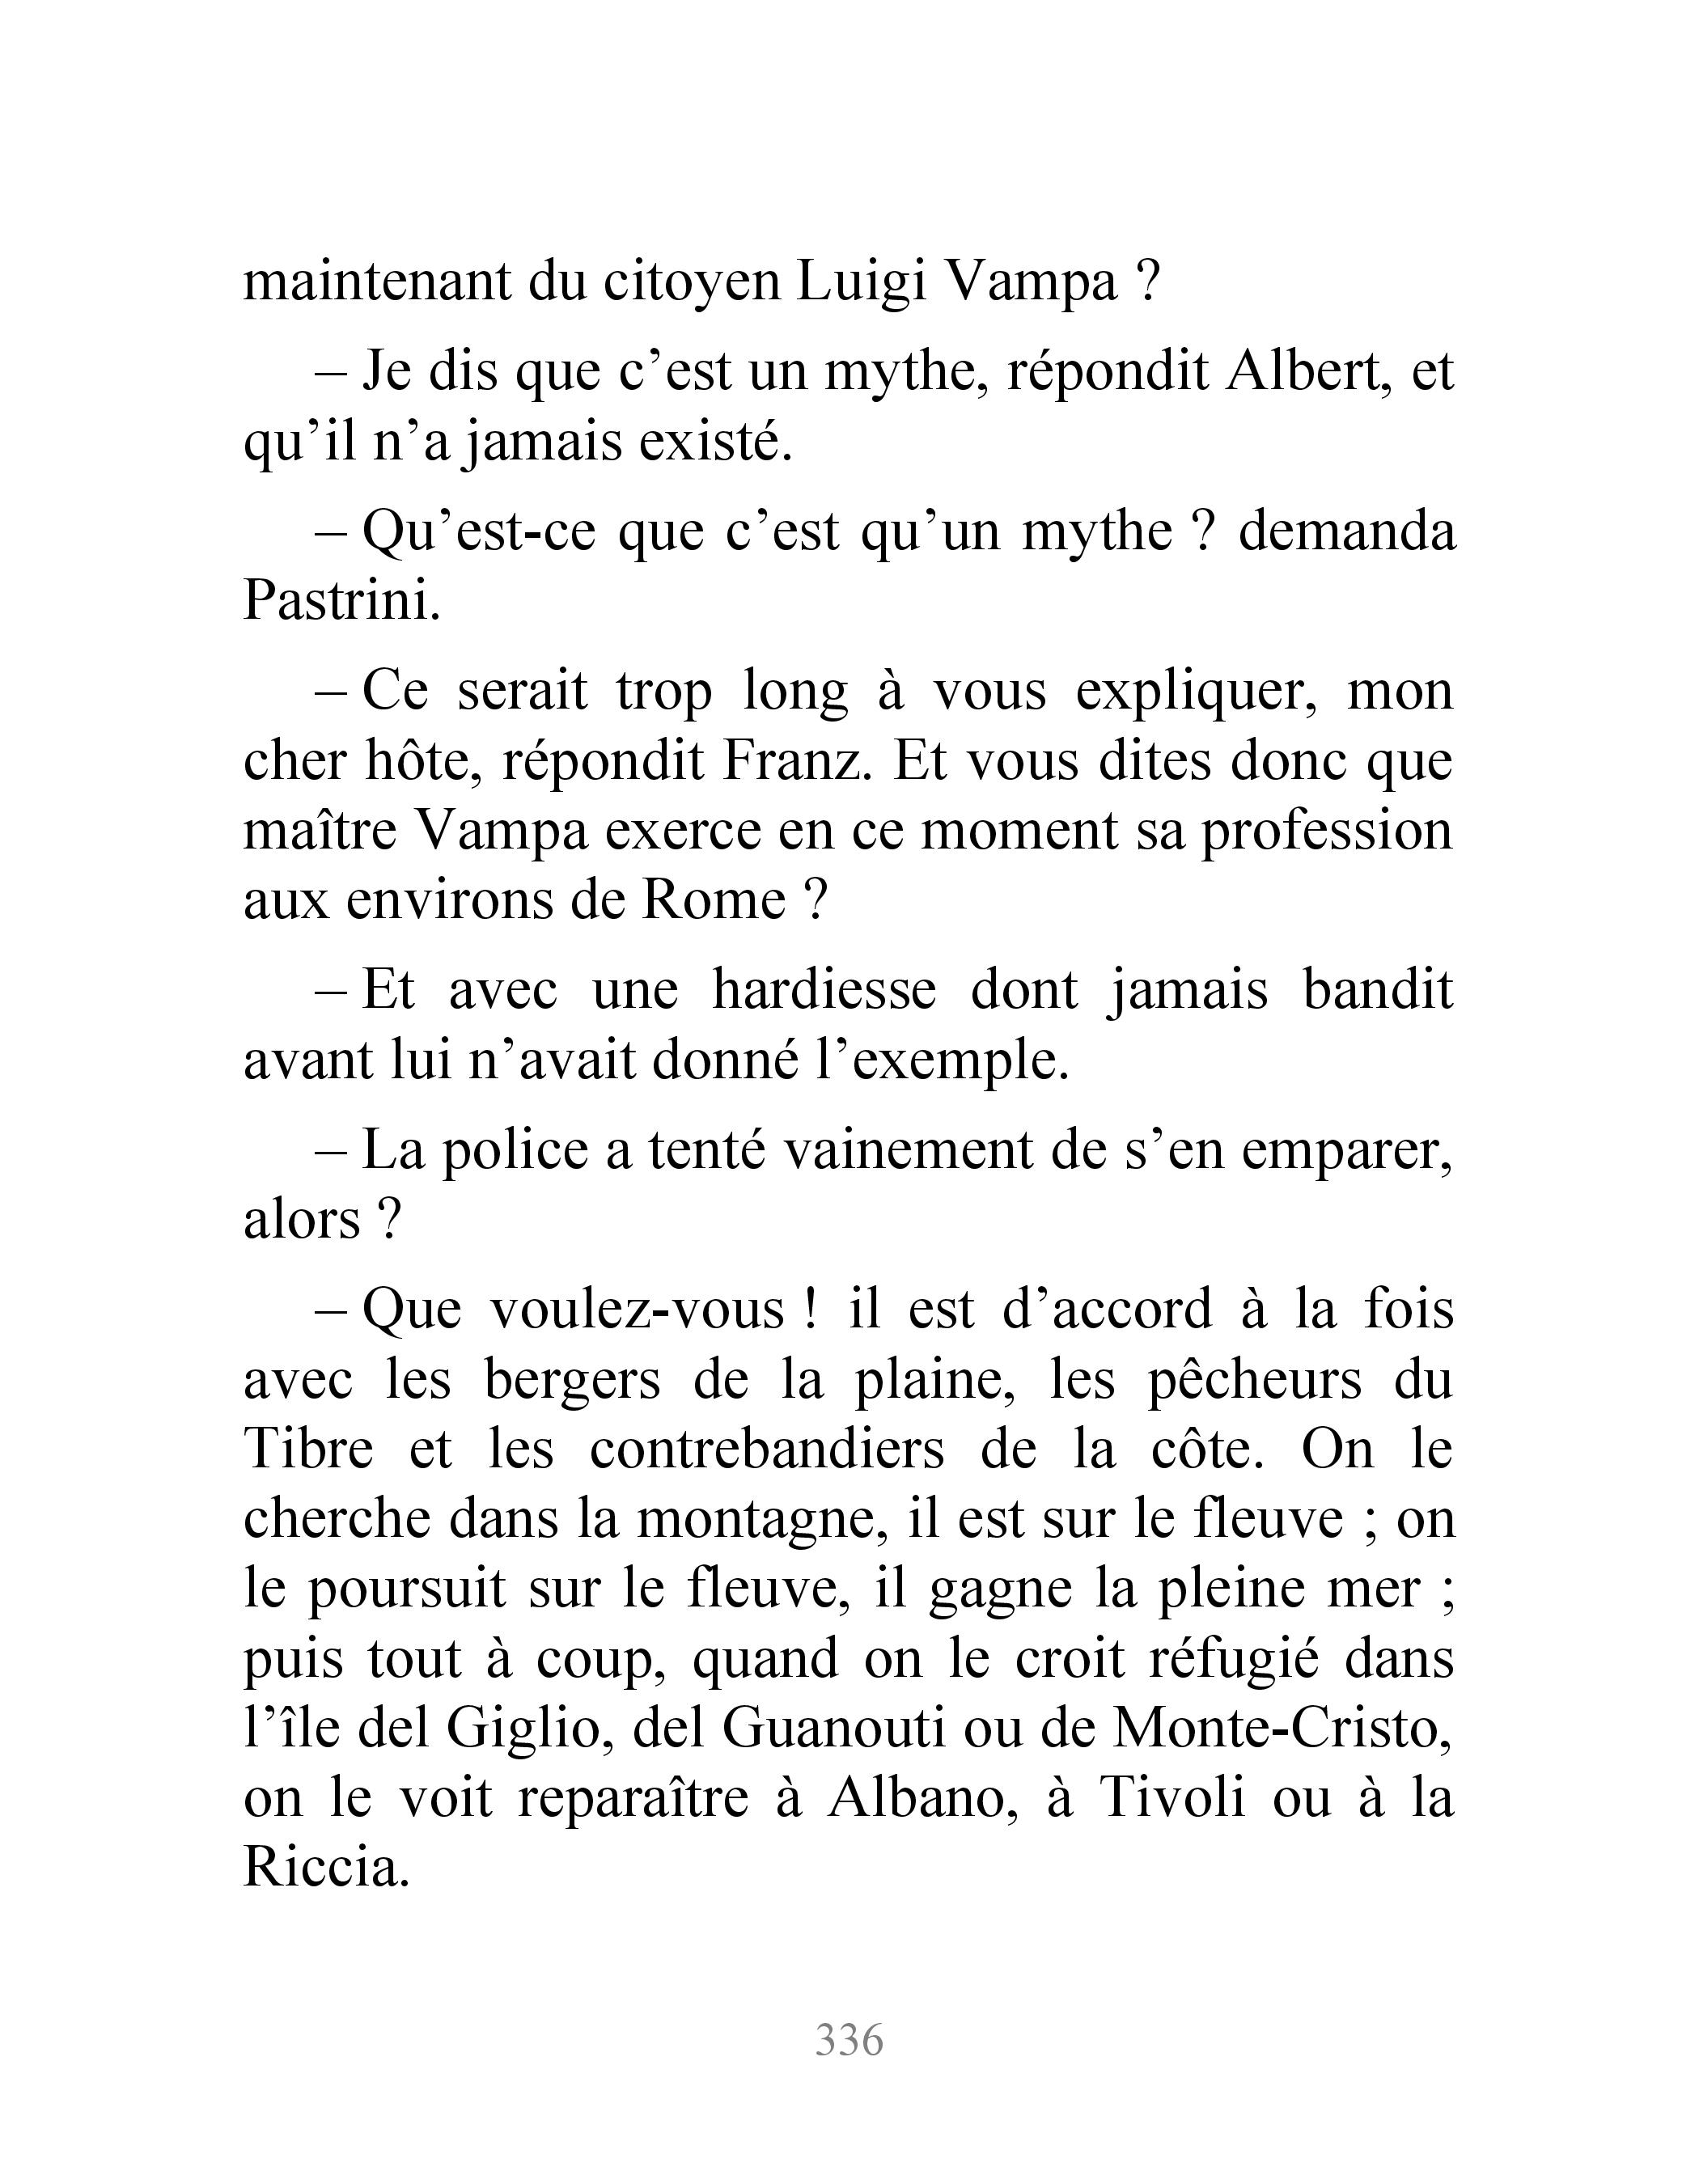 maintenant du citoyen Luigi Vampa ?
– Je dis que c’est un mythe, répondit Albert, et
qu’il n’a jamais existé.
– Qu’est-ce que c’est qu’un mythe ? demanda
Pastrini.
– Ce serait trop long à vous expliquer, mon
cher hôte, répondit Franz. Et vous dites donc que
maître Vampa exerce en ce moment sa profession
aux environs de Rome ?
– Et avec une hardiesse dont jamais bandit
avant lui n’avait donné l’exemple.
– La police a tenté vainement de s’en emparer,
alors ?
– Que voulez-vous ! il est d’accord à la fois
avec les bergers de la plaine, les pêcheurs du
Tibre et les contrebandiers de la côte. On le
cherche dans la montagne, il est sur le fleuve ; on
le poursuit sur le fleuve, il gagne la pleine mer ;
puis tout à coup, quand on le croit réfugié dans
l’île del Giglio, del Guanouti ou de Monte-Cristo,
on le voit reparaître à Albano, à Tivoli ou à la
Riccia.
336